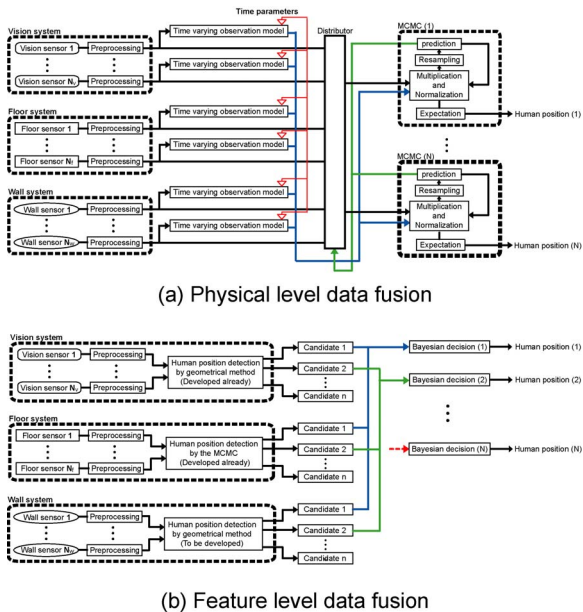 Time parameters
Vision system
Distributor
MCMC (1)
Vision sensor 1
Preprocessing
Time varying observation model
prediction
Resampling
Time varying observation model
Multiplication
and
Normalization
Vision sensor Nv
Preprocessing
Expectation
Human position (1)
Floor system
Time varying observation model
Floor sensor 1
Preprocessing
Time varying observation model
Floor sensor Nf
Preprocessing
MCMC (N)
prediction
Wall system
Time varying observation model
Resampling
Wall sensor 1
Preprocessing
Multiplication
and
Normalization
Time varying observation model
Wall sensor Nw
Preprocessing
Expectation
Human position (N)
(a) Physical level data fusion
Vision system
Vision sensor 1
Preprocessing
Human position detection
by geometrical method
(Developed already)
Vision sensor Nv
Preprocessing
Candidate 1
Candidate 2
Candidate n
Bayesian decision (1)
Human position (1)
Bayesian decision (2)
Human position (2)
Floor system
Floor sensor 1
Preprocessing
Human position detection
by the MCMC
(Developed already)
Floor sensor Nf
Preprocessing
Candidate 1
Candidate 2
Candidate n
Bayesian decision (N)
Human position (N)
Wall system
Wall sensor 1
Preprocessing
Human position detection
by geometrical method
(To be developed)
Wall sensor Nw
Preprocessing
Candidate 1
Candidate 2
Candidate n
(b) Feature level data fusion